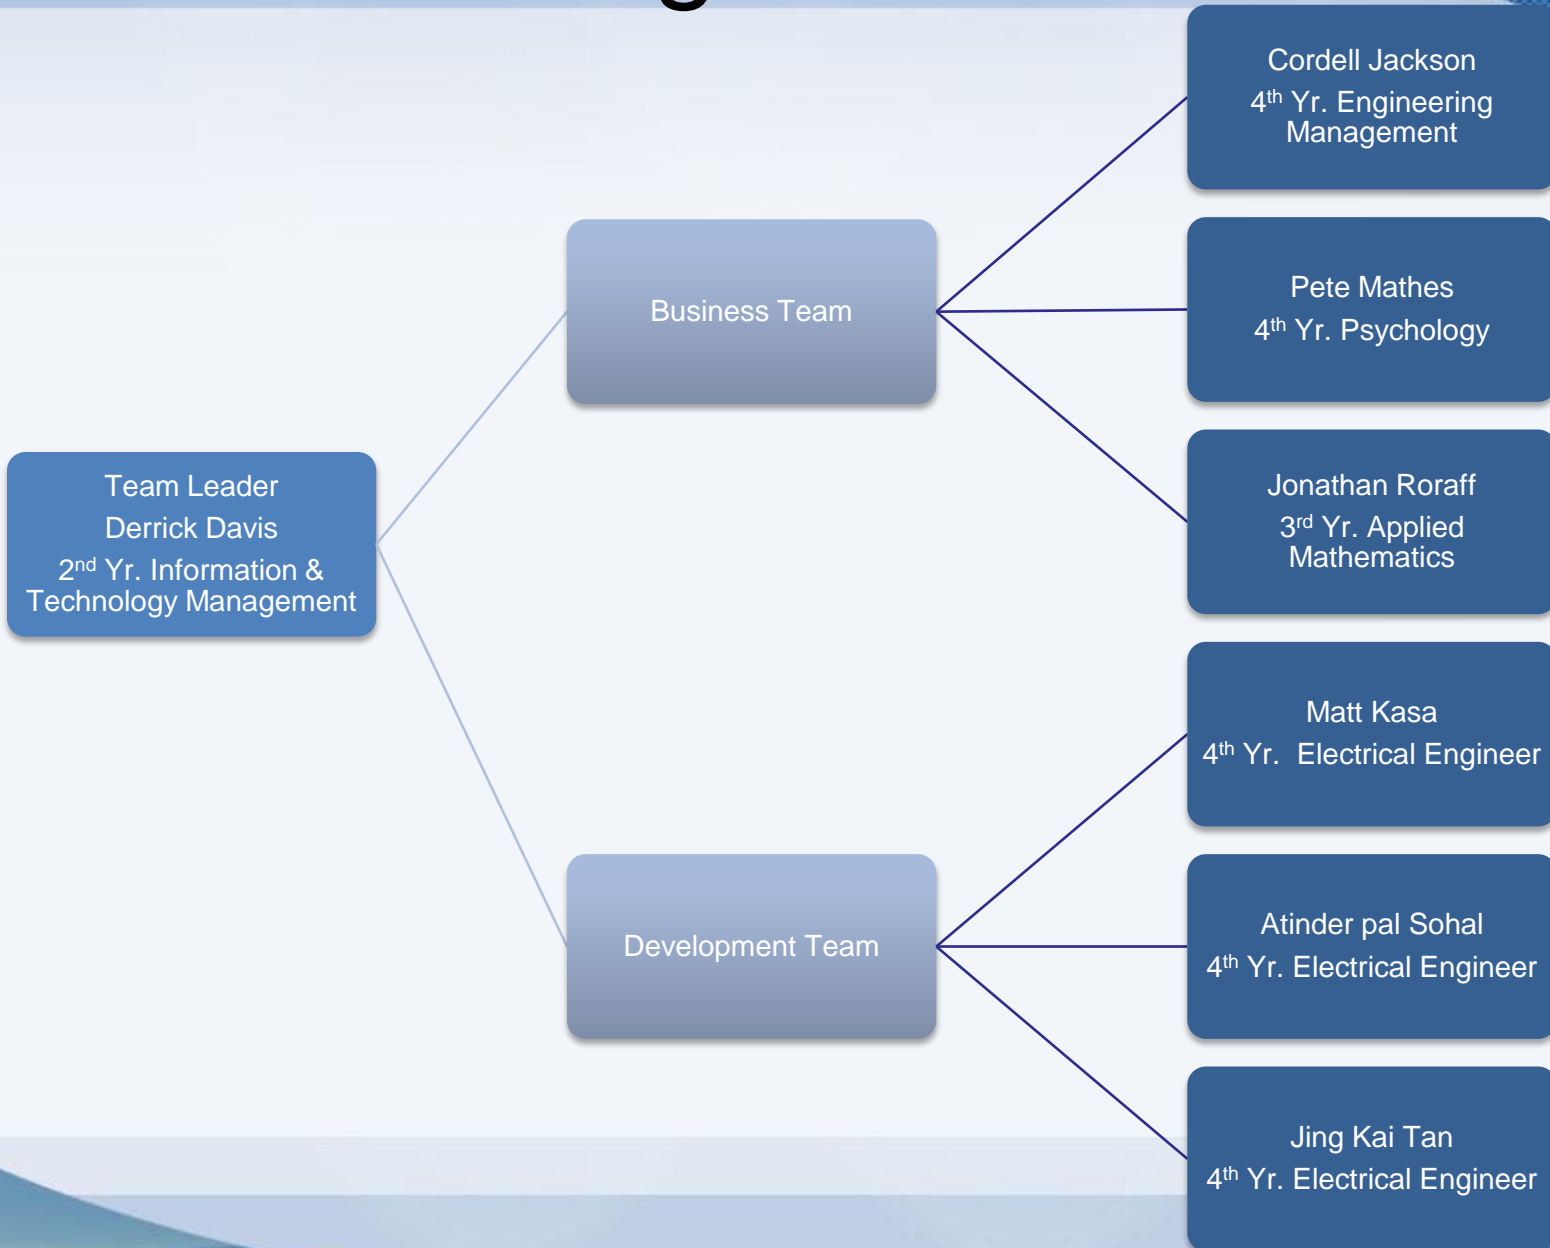 Team Leader
Derrick Davis
2nd Yr. Information &
Technology Management
Business Team
Cordell Jackson
4th Yr. Engineering
Management
Pete Mathes
4th Yr. Psychology
Jonathan Roraff
3rd Yr. Applied
Mathematics
Development Team
Matt Kasa
4th Yr.  Electrical Engineer
Atinder pal Sohal
4th Yr. Electrical Engineer
Jing Kai Tan
4th Yr. Electrical Engineer